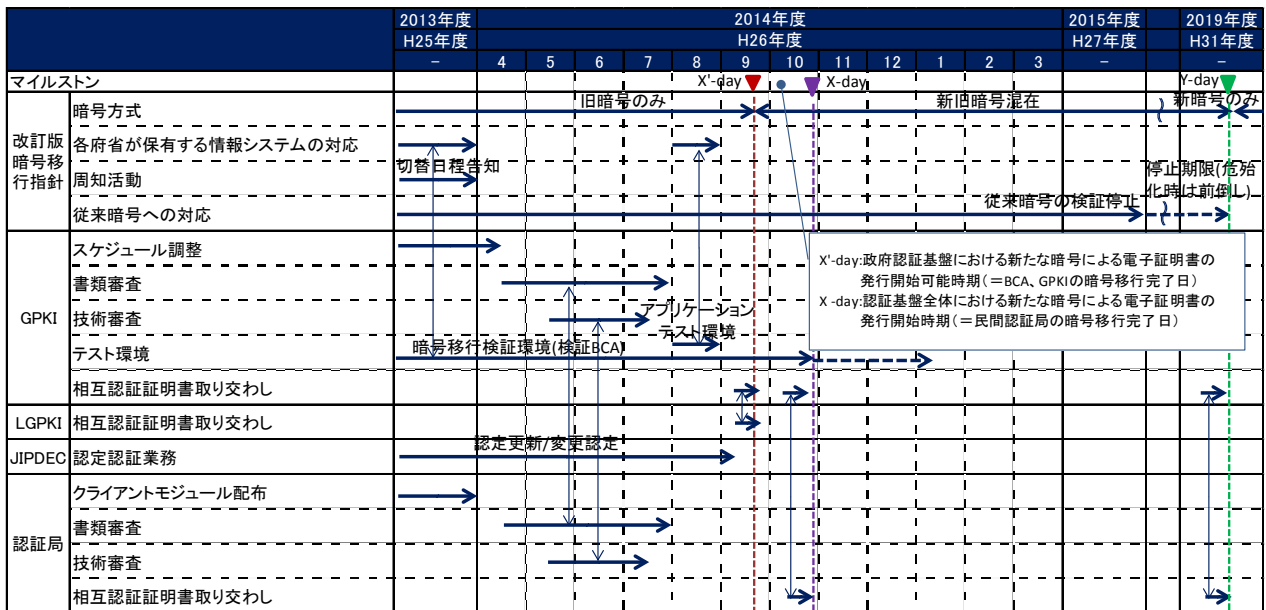 2013年度 2014年度 2015年度 2019年度
H25年度 H26年度 H27年度 H31年度
− 4 5 6 7 8 9 10 11 12 1 2 3 − −
マイルストン X'-day X-day Y-day
改訂版暗号移行指針
暗号方式 旧暗号のみ 新旧暗号混在 新暗号のみ
各府省が保有する情報システムの対応
切替日程告知
周知活動
停止期限(危殆
化時は前倒し)
従来暗号への対応 従来暗号の検証停止
GPKI
スケジュール調整
書類審査
技術審査
アプリケーション
テスト環境
テスト環境 暗号移行検証環境(検証BCA)
相互認証証明書取り交わし
X'-day:政府認証基盤における新たな暗号による電子証明書の
発行開始可能時期(=BCA、GPKIの暗号移行完了日)
X -day:認証基盤全体における新たな暗号による電子証明書の
発行開始時期(=民間認証局の暗号移行完了日)
LGPKI 相互認証証明書取り交わし
JIPDEC 認定認証業務 認定更新/変更認定
認証局
クライアントモジュール配布
書類審査
技術審査
相互認証証明書取り交わし